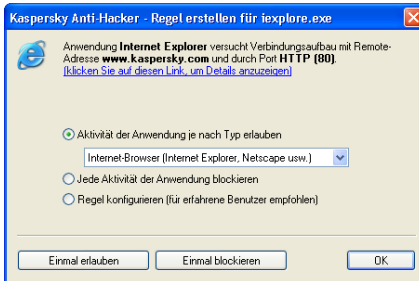 Kaspersky Anti-Hacker - Regel erstellen für iexplore.exe
Anwendung Internet Explorer versucht Verbindungsaufbau mit Remote-
Adresse www.kaspersky.com und durch Port HTTP (80).
(klicken Sie auf diesen Link, um Details anzuzeigen)
Aktivität der Anwendung je nach Typ erlauben
Internet-Browser (Internet Explorer, Netscape usw.)
Jede Aktivität der Anwendung blockieren
Regel konfigurieren (für erfahrene Benutzer empfohlen)
Einmal erlauben Einmal blockieren OK